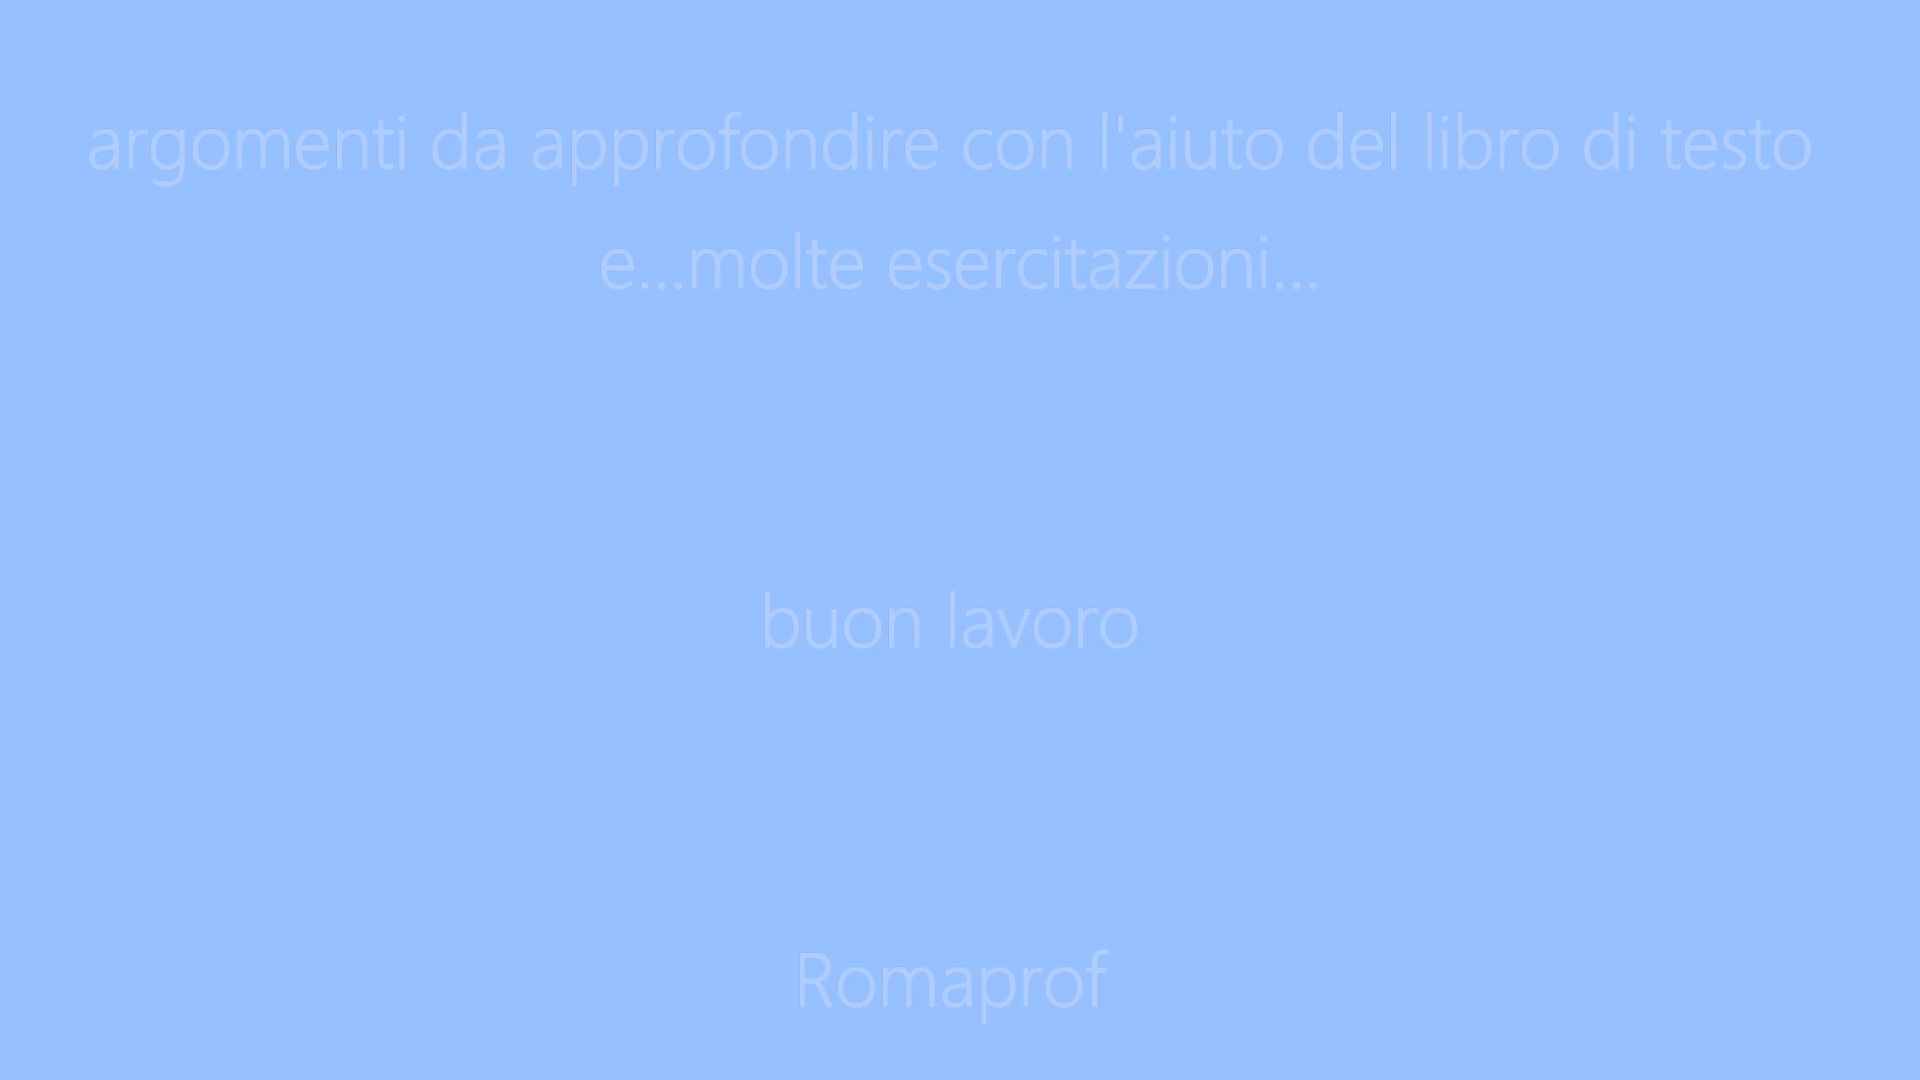 argomenti da approfondire con l'aiuto del libro di testo
e...molte esercitazioni...
buon lavoro
Romaprof